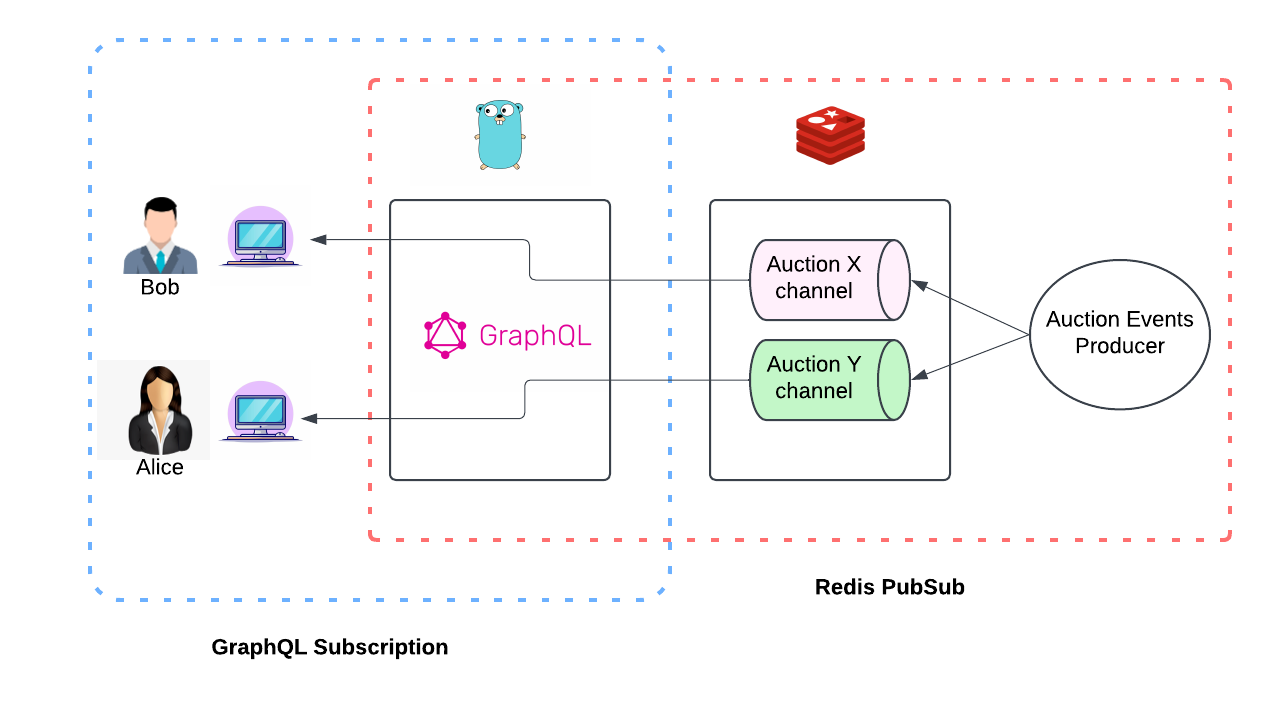 Bob
Alice
GraphQL
Auction X
channel
Auction Y
channel
Auction Events
Producer
Redis PubSub
GraphQL Subscription